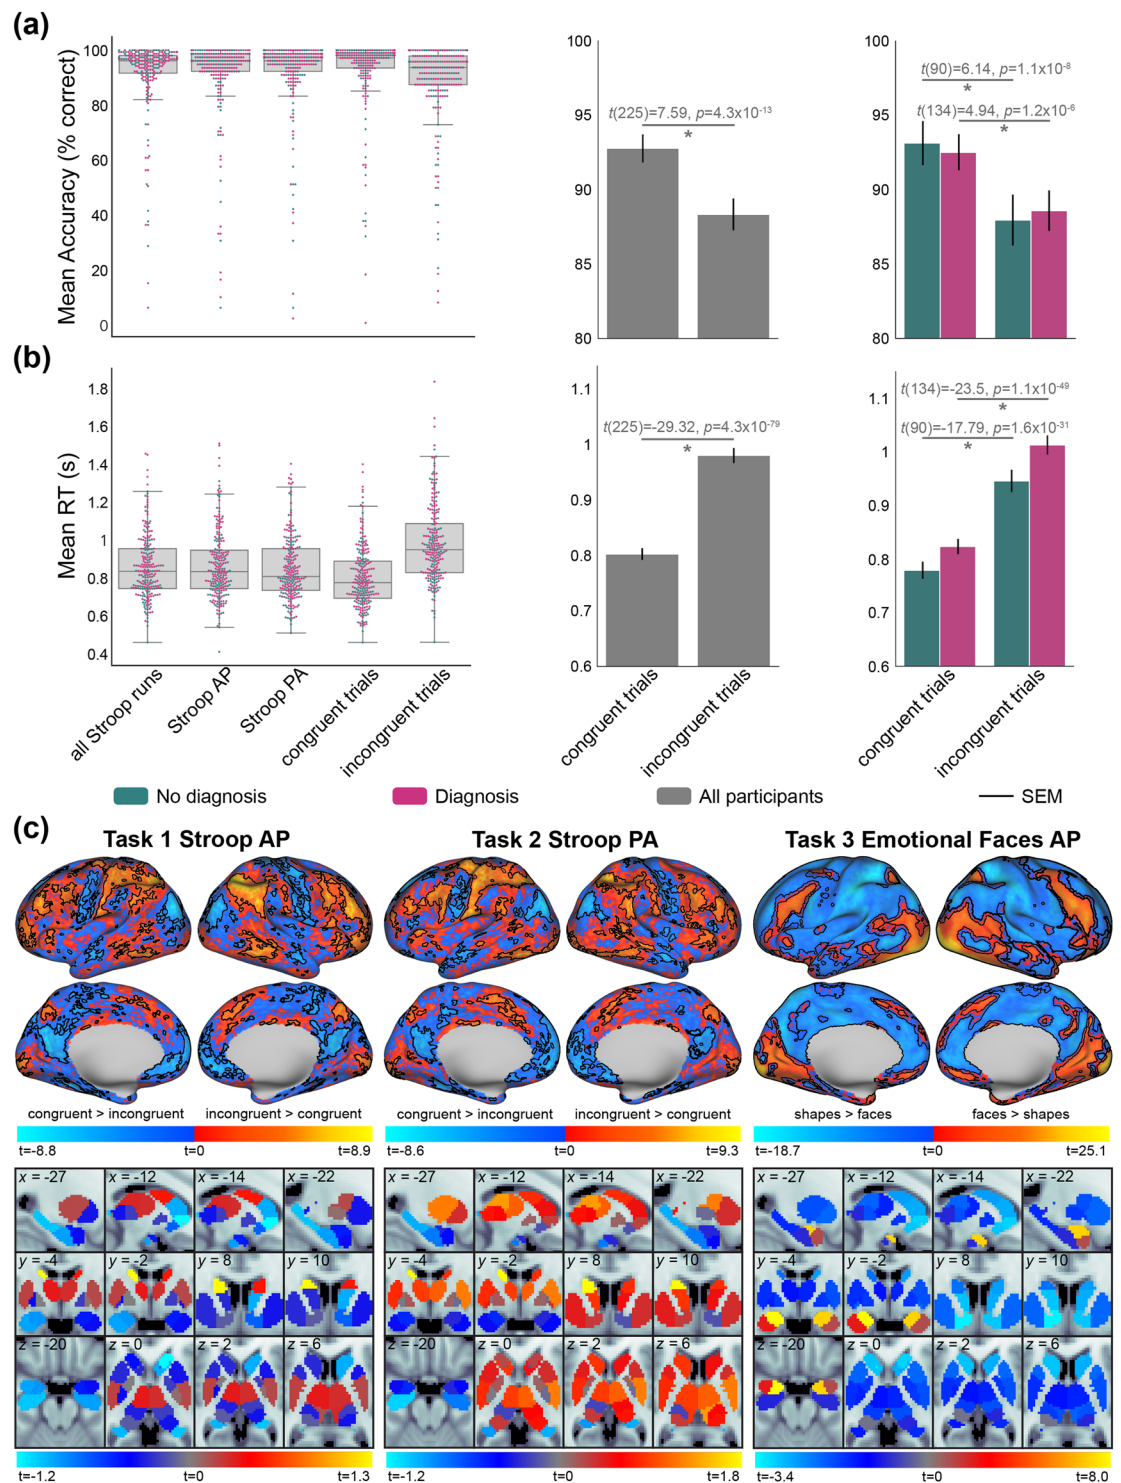 (a)
Mean Accuracy (% correct)
100
80
60
40
20
0
100
95
90
85
80
t(225)=7.59, p=4.3x10-13
*
100
95
90
85
80
t(90)=6.14, p=1.1x10-8
*
t(134)=4.94, p=1.2x10-6
*
(b)
Mean RT (s)
1.8
1.6
1.4
1.2
1
0.8
0.6
0.4
all Stroop runs
Stroop AP
Stroop PA
congruent trials
incongruent trials
1.1
1
0.9
0.8
0.7
0.6
t(225)=-29.32, p=4.3x10-79
*
congruent trials
incongruent trials
1.1
1
0.9
0.8
0.7
0.6
t(134)=-23.5, p=1.1x10-49
*
t(90)=-17.79, p=1.6x10-31
*
congruent trials
incongruent trials
No diagnosis
Diagnosis
All participants
SEM
(c)
Task 1 Stroop AP
Task 2 Stroop PA
Task 3 Emotional Faces AP
congruent > incongruent
incongruent > congruent
congruent > incongruent
incongruent > congruent
shapes > faces
faces > shapes
t=-8.8
t=0
t=8.9
t=-8.6
t=0
t=9.3
t=-18.7
t=0
t=25.1
x = -27
x = -12
x = -14
x = -22
x = -27
x = -12
x = -14
x = -22
x = -27
x = -12
x = -14
x = -22
y = -4
y = -2
y = 8
y = 10
y = -4
y = -2
y = 8
y = 10
y = -4
y = -2
y = 8
y = 10
z = -20
z = 0
z = 2
z = 6
z = -20
z = 0
z = 2
z = 6
z = -20
z = 0
z = 2
z = 6
t=-1.2
t=0
t=1.3
t=-1.2
t=0
t=1.8
t=-3.4
t=0
t=8.0